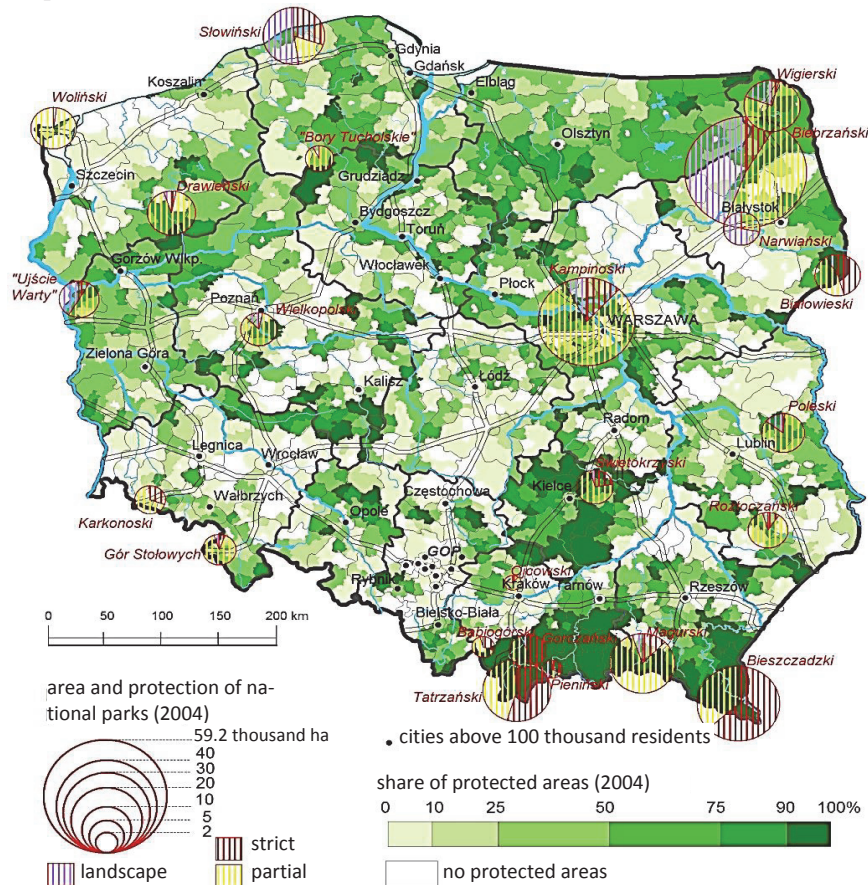 Słowiński
Gdynia
Gdańsk
Koszalin
Elbląg
Wigierski
Woliński
Olsztyn
Biebrzański
"Bory Tucholskie"
Szczecin
Drawieński
Grudziądz
Białystok
Bydgoszcz
Toruń
Narwiański
Gorzów Wlkp.
Włocławek
Kampinoski
"Ujście
Warty"
Płock
Białowieski
Poznań
Wielkopolski
WARSZAWA
Zielona Góra
Kalisz
Łódź
Radom
Poleski
Legnica
Wrocław
Lublin
Świętokrzyski
Wałbrzych
Częstochowa
Kielce
Karkonoski
Opole
Roztoczański
Gór Stołowych
GOP
Ojcowski
Rybnik
Kraków
Tarnów
Rzeszów
0 50 100 150 200 km
Bielsko-Biała
Babiogórski
Gorczański
Magurski
Bieszczadzki
Tatrzański
Pieniński
area and protection of na-
tional parks (2004)
59.2 thousand ha
40
30
20
10
5
2
strict
landscape
partial
cities above 100 thousand residents
share of protected areas (2004)
0 10 25 50 75 90 100%
no protected areas